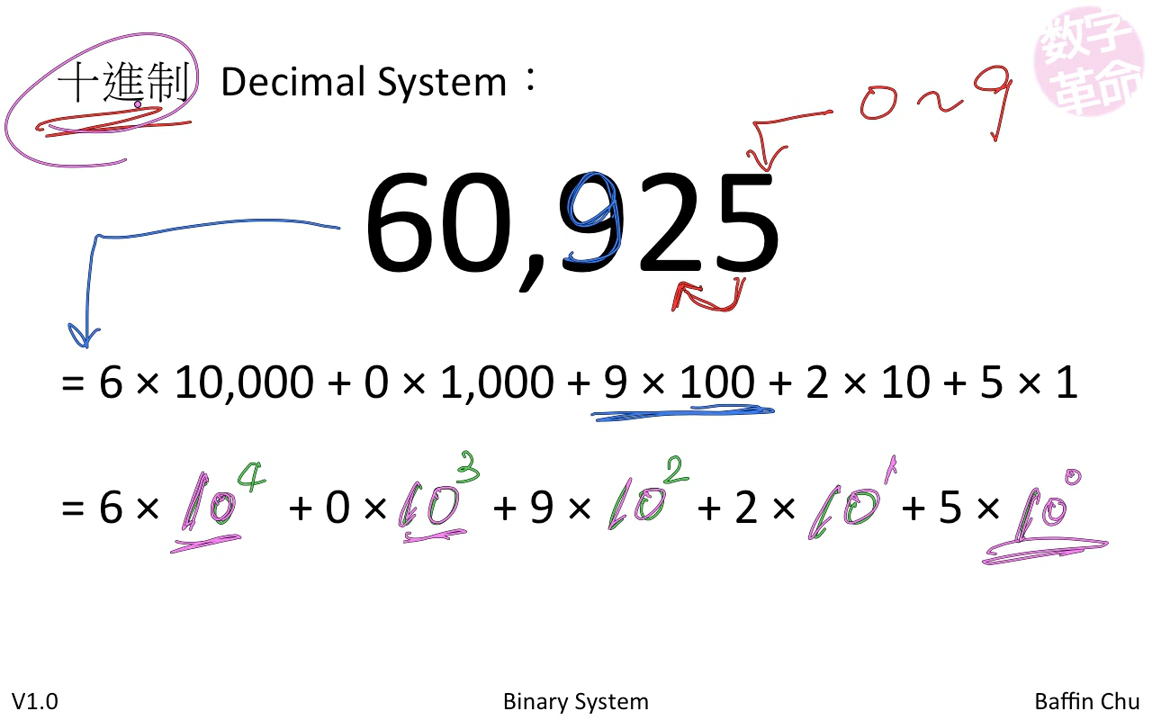 数字
革命
十進制 Decimal System：
0~9
60,925
= 6 × 10,000 + 0 × 1,000 + 9 × 100 + 2 × 10 + 5 × 1
= 6 × 10⁴ + 0 × 10³ + 9 × 10² + 2 × 10¹ + 5 × 10⁰
V1.0 Binary System Baffin Chu